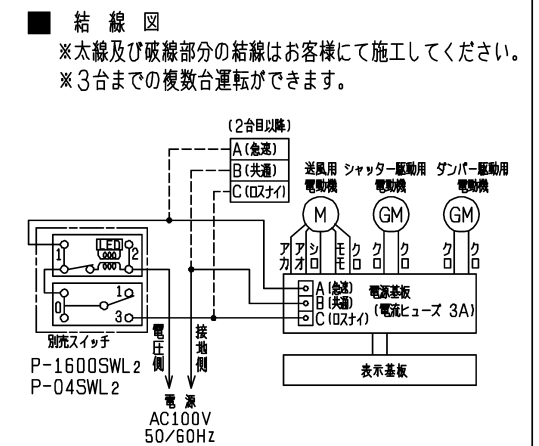 ■ 結線図
※太線及び破線部分の結線はお客様にて施工してください。
※3台までの複数台運転ができます。
(2台目以降)
A(急速)
B(共通)
C(ロスナイ)
送風用電動機
シャッター駆動用電動機
ダンパー駆動用電動機
M
GM
GM
アカ
アオ
シロ
モモ
クロ
クロ
クロ
クロ
クロ
LED
1
2
0
1
3
A(急速)
B(共通)
C(ロスナイ)
電源基板
(電流ヒューズ 3A)
表示基板
別売スイッチ
P-1600SWL2
P-04SWL2
電圧側
接地側
電源
AC100V
50/60Hz